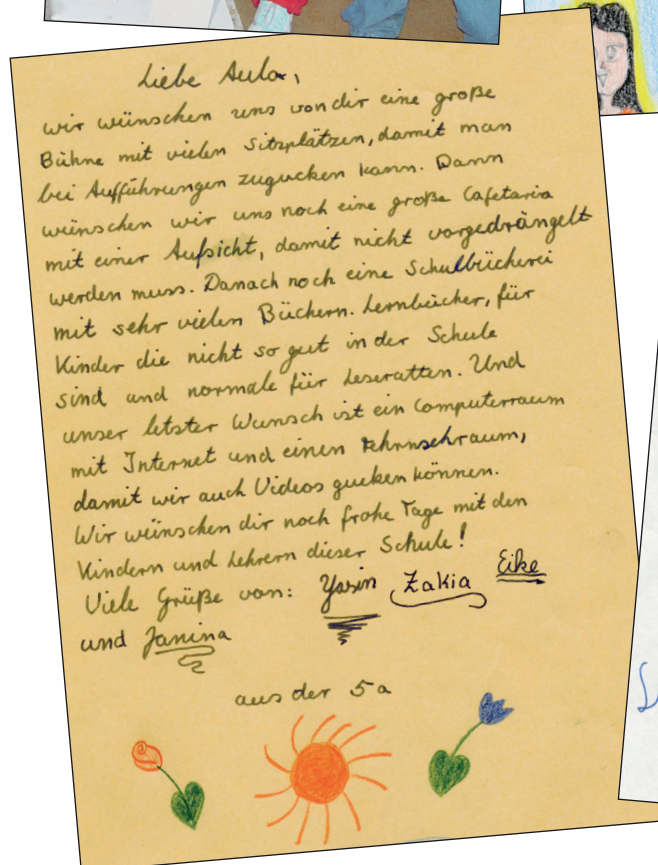 Liebe Aula,
wir wünschen uns von dir eine große
Bühne mit vielen Sitzplätzen, damit man
bei Aufführungen zugucken kann. Dann
wünschen wir uns noch eine große Cafetaria
mit einer Aufsicht, damit nicht vorgedrängelt
werden muss. Danach noch eine Schulbücherei
mit sehr vielen Büchern. Lernbücher, für
Kinder die nicht so gut in der Schule
sind und normale für Leseratten. Und
unser letzter Wunsch ist ein Computerraum
mit Internet und einen
damit wir auch Videos gucken können.
Wir wünschen dir noch frohe Tage mit den
Kindern und Lehrern dieser Schule!
Viele Grüße von: Yasin Zakia Eike
und Janina
aus der 5a